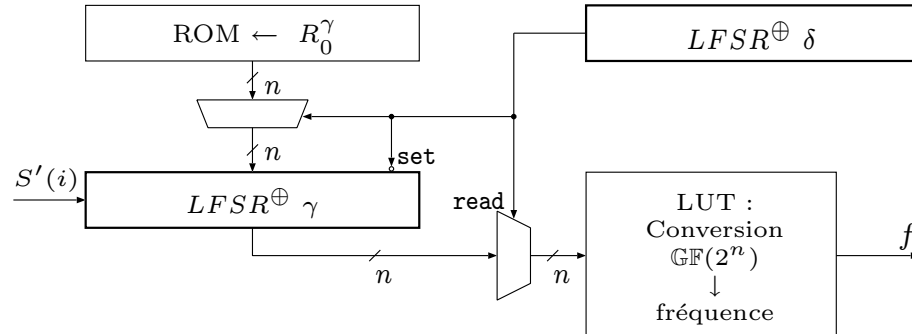 ROM ← R₀^γ
LFSR^⊕ δ
n
n
set
S′(i)
LFSR^⊕ γ
read
n
n
LUT :
Conversion
𝔾𝔽(2ⁿ)
↓
fréquence
f